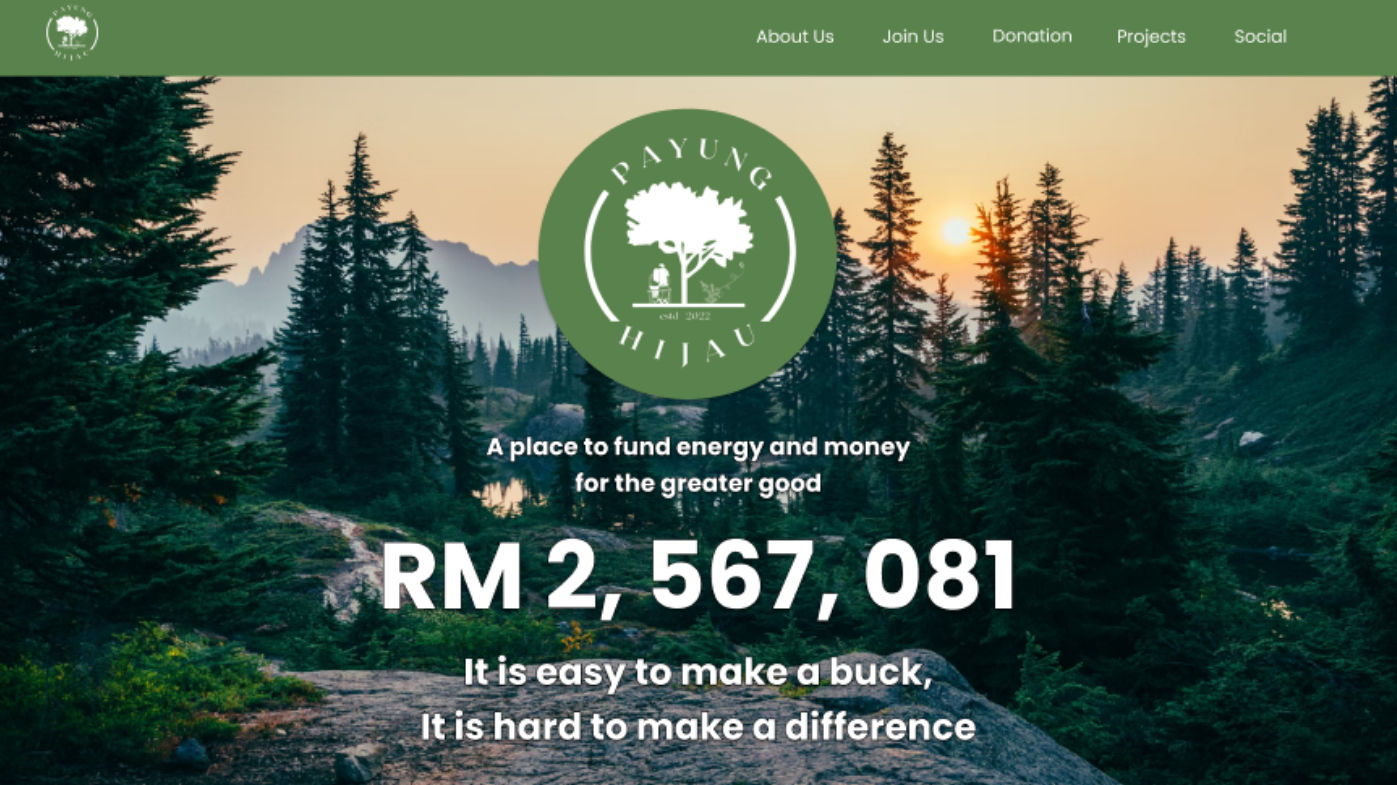 PAYUNG
HIJAU
About Us
Join Us
Donation
Projects
Social
PAYUNG
estd 2022
HIJAU
A place to fund energy and money
for the greater good
RM 2, 567, 081
It is easy to make a buck,
It is hard to make a difference